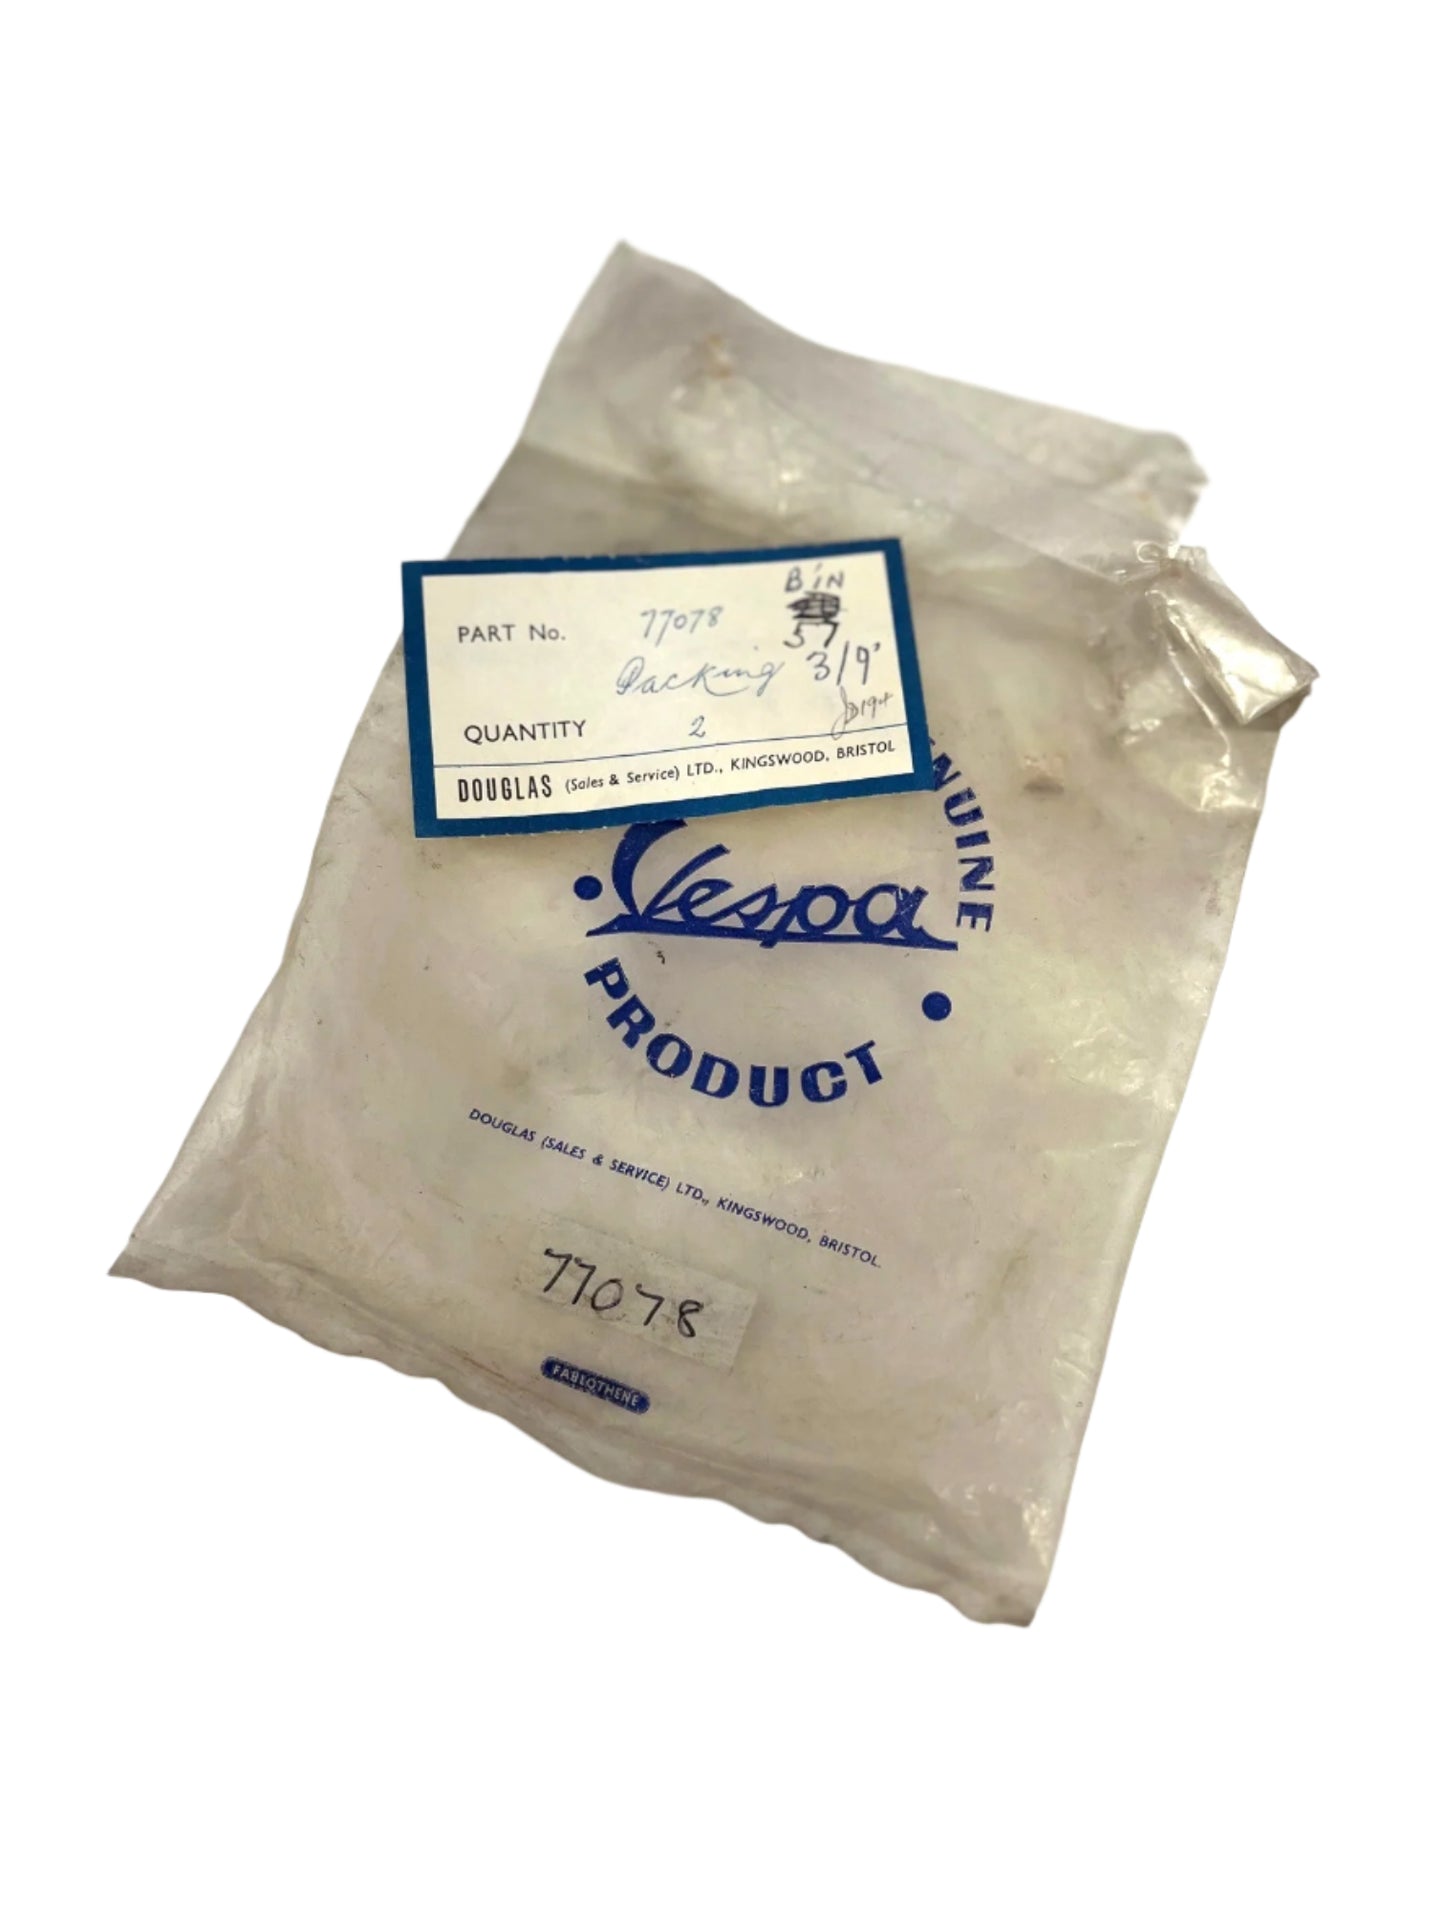 BIN
PART No. 77078 57
Packing 3/9
QUANTITY 2
DOUGLAS (Sales & Service) LTD., KINGSWOOD, BRISTOL
NUINE
Vespa
PRODUCT
DOUGLAS (SALES & SERVICE) LTD., KINGSWOOD, BRISTOL.
77078
FABLOTHENE